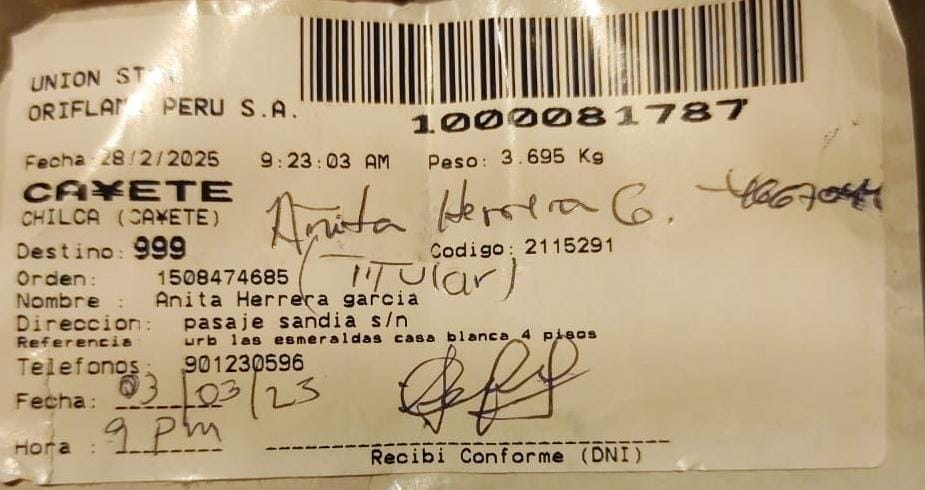 UNION ST
ORIFLAM PERU S.A.
1000081787
Fecha 28/2/2025 9:23:03 AM Peso: 3.695 Kg
CA¥ETE
CHILCA (CA¥ETE)
Anita Herrera G.
Destino: 999 Codigo: 2115291
(Titular)
Orden: 1508474685
Nombre : Anita Herrera garcia
Direccion: pasaje sandia s/n
Referencia urb las esmeraldas casa blanca 4 pisos
Telefonos: 901230596
Fecha: 03/03/23
Hora : 9 pm
Recibi Conforme (DNI)